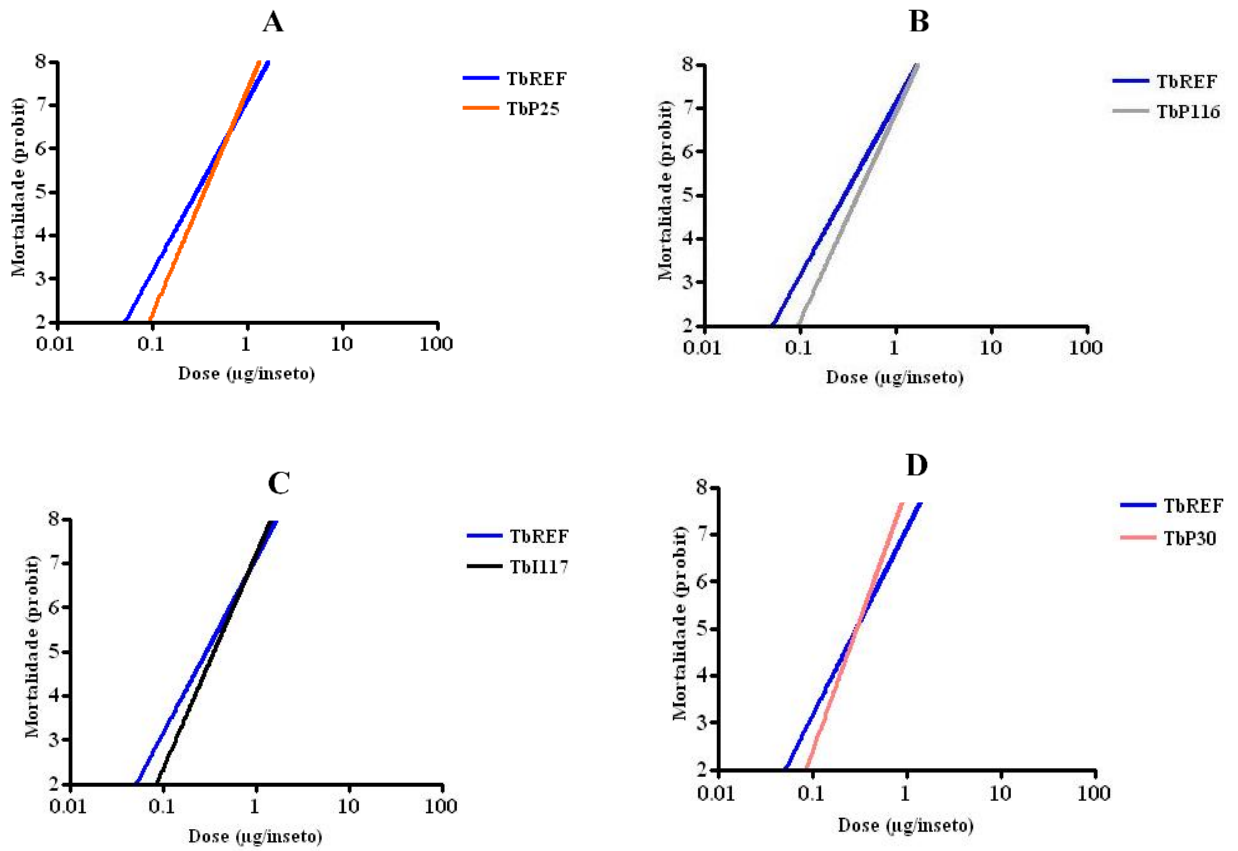 A
TbREF
TbP25
Mortalidade (probit)
8
7
6
5
4
3
2
0.01 0.1 1 10 100
Dose (µg/inseto)
B
TbREF
TbP116
Mortalidade (probit)
8
7
6
5
4
3
2
0.01 0.1 1 10 100
Dose (µg/inseto)
C
TbREF
TbI117
Mortalidade (probit)
8
7
6
5
4
3
2
0.01 0.1 1 10 100
Dose (µg/inseto)
D
TbREF
TbP30
Mortalidade (probit)
8
7
6
5
4
3
2
0.01 0.1 1 10 100
Dose (µg/inseto)